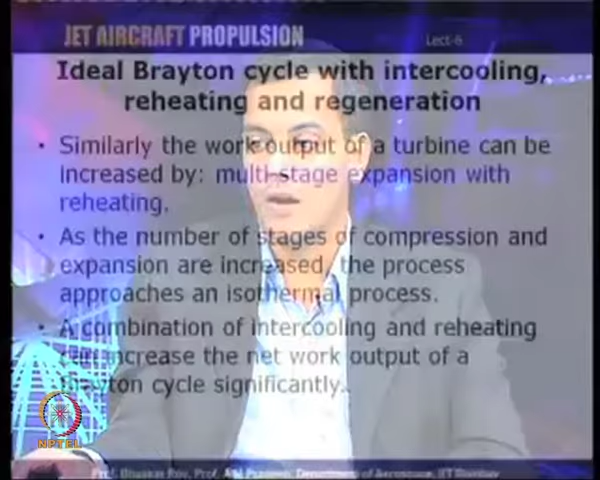 JET AIRCRAFT PROPULSION
Lect-6
Ideal Brayton cycle with intercooling,
reheating and regeneration
• Similarly the work output of a turbine can be
increased by: multi-stage expansion with
reheating.
• As the number of stages of compression and
expansion are increased, the process
approaches an isothermal process.
• A combination of intercooling and reheating
can increase the net work output of a
Brayton cycle significantly.
NPTEL
Prof. Bhaskar Roy, Prof. A M Pradeep, Department of Aerospace, IIT Bombay